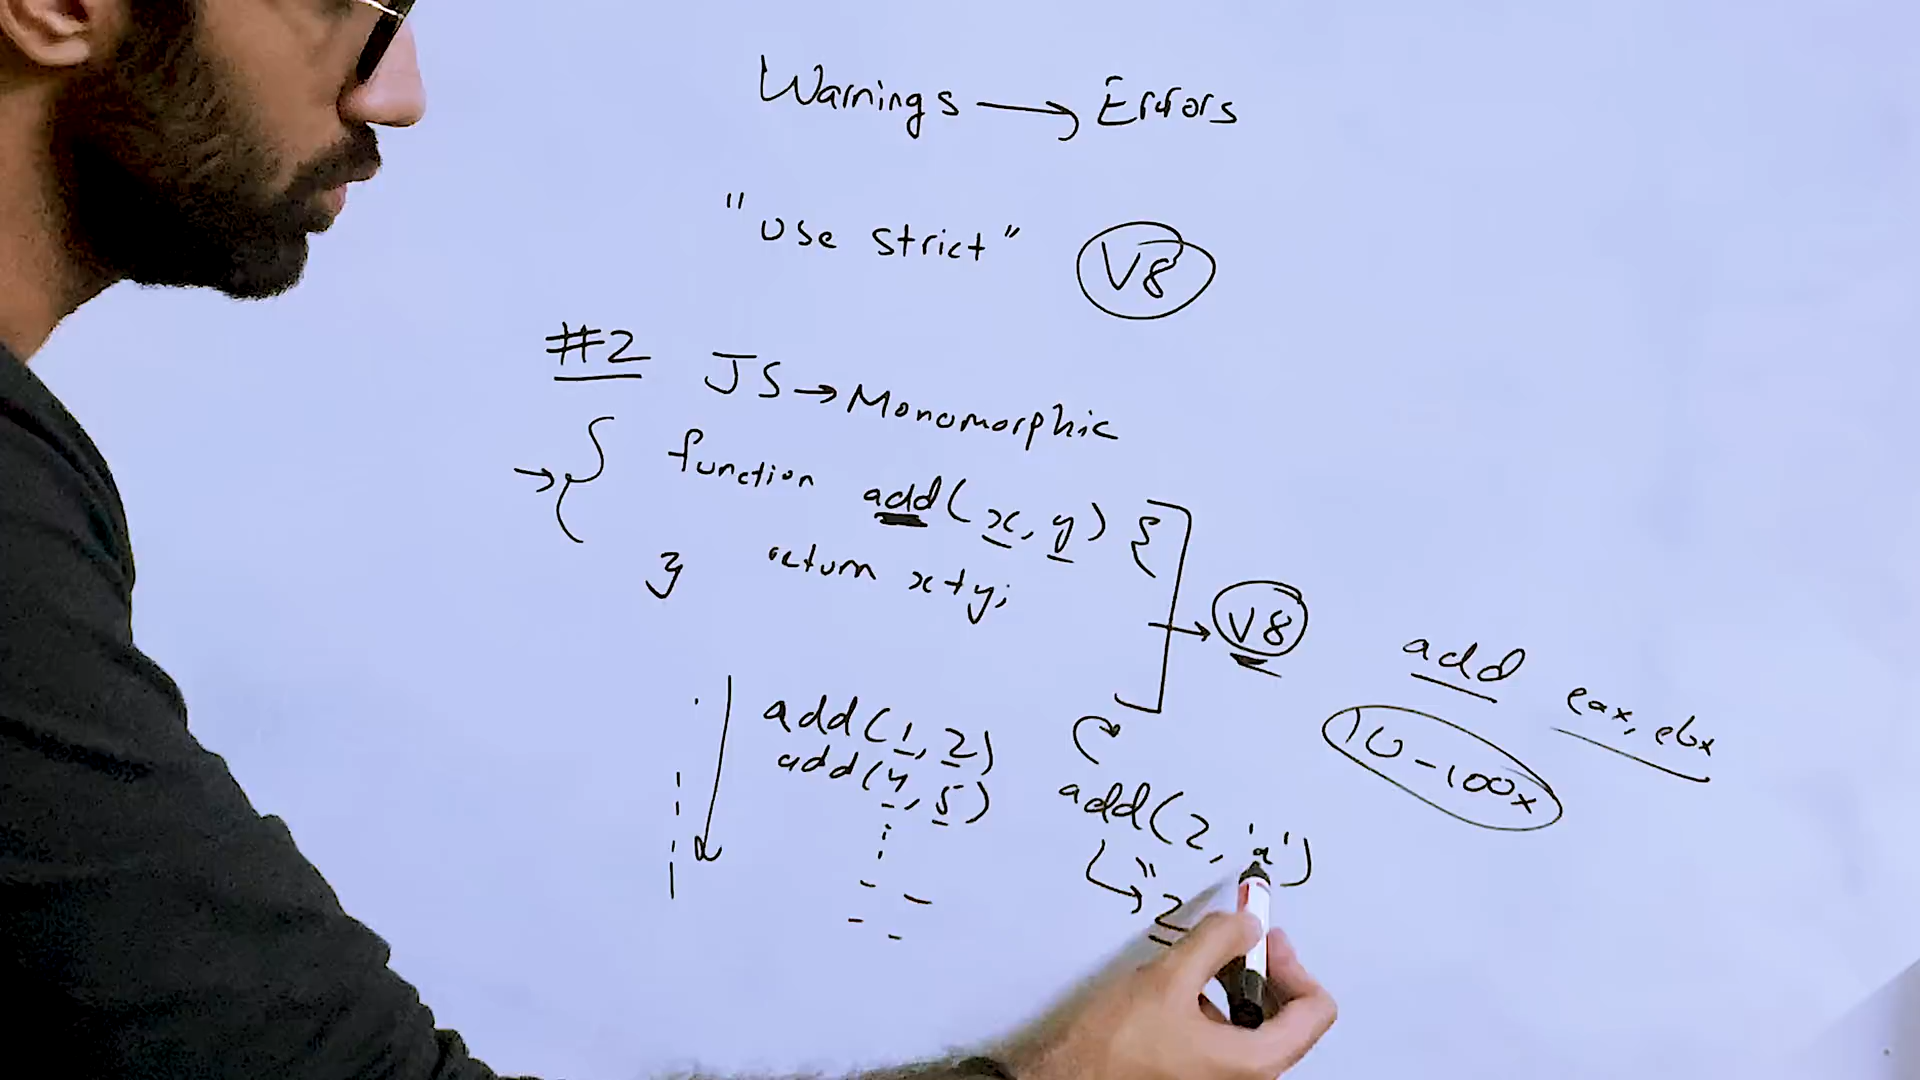 Warnings → Errors
"use strict" V8
#2 JS → Monomorphic
function add(x, y) {
return x+y;
}
→ V8
add eax, ebx
10-100x
add(1, 2)
add(4, 5)
add(2, 'a')
"2